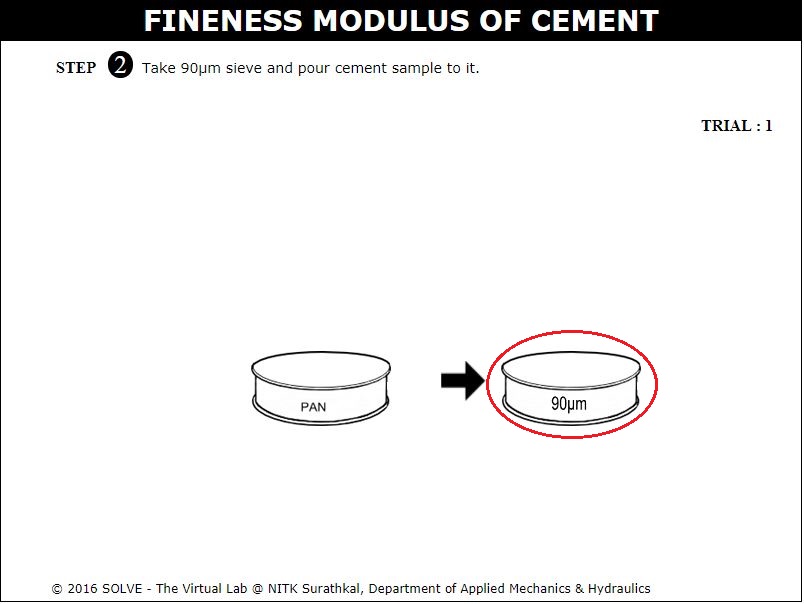 FINENESS MODULUS OF CEMENT
STEP 2 Take 90μm sieve and pour cement sample to it.
TRIAL : 1
PAN
90μm
© 2016 SOLVE - The Virtual Lab @ NITK Surathkal, Department of Applied Mechanics & Hydraulics